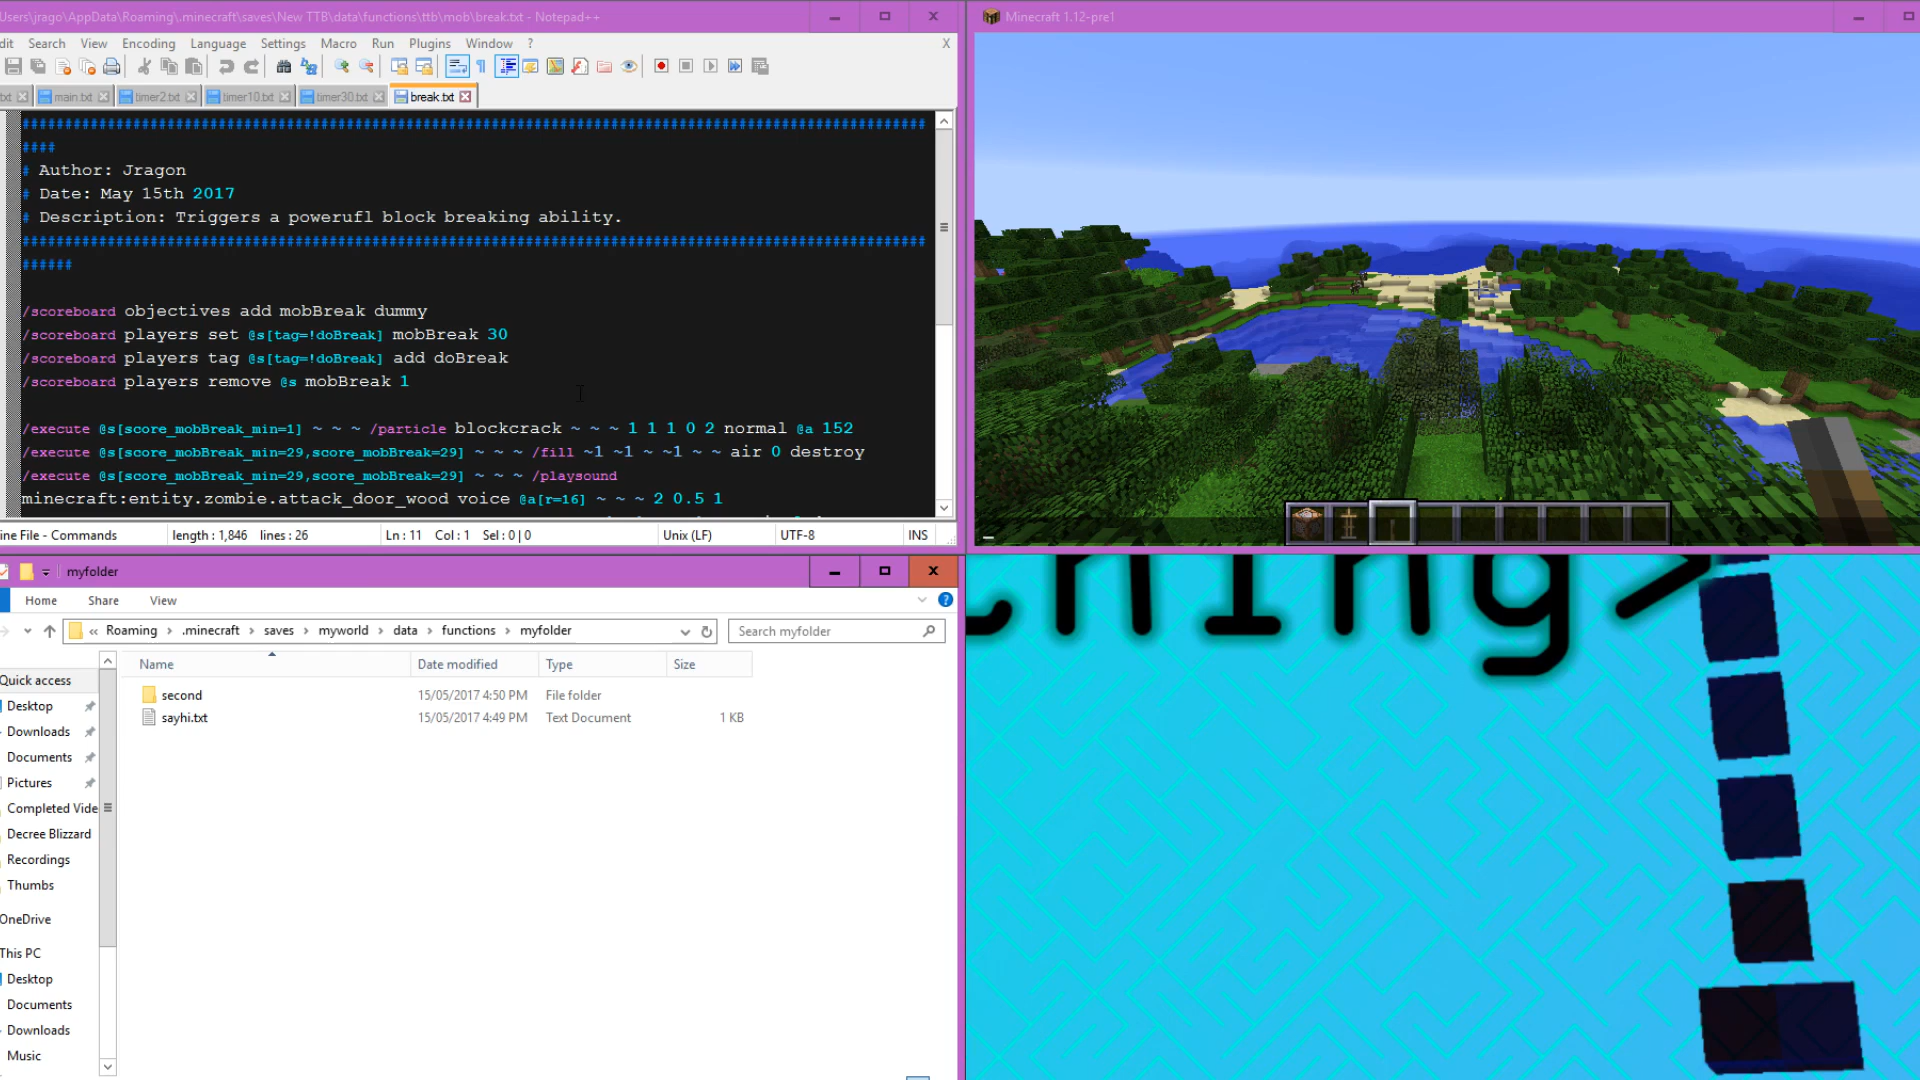 Users\jrago\AppData\Roaming\.minecraft\saves\New TTB\data\functions\ttb\mob\break.txt - Notepad++
dit Search View Encoding Language Settings Macro Run Plugins Window ? X
txt main.txt timer2.txt timer10.txt timer30.txt break.txt
####
# Author: Jragon
# Date: May 15th 2017
# Description: Triggers a powerufl block breaking ability.
######
/scoreboard objectives add mobBreak dummy
/scoreboard players set @s[tag=!doBreak] mobBreak 30
/scoreboard players tag @s[tag=!doBreak] add doBreak
/scoreboard players remove @s mobBreak 1
/execute @s[score_mobBreak_min=1] ~ ~ ~ /particle blockcrack ~ ~ ~ 1 1 1 0 2 normal @a 152
/execute @s[score_mobBreak_min=29,score_mobBreak=29] ~ ~ ~ /fill ~1 ~1 ~ ~1 ~ ~ air 0 destroy
/execute @s[score_mobBreak_min=29,score_mobBreak=29] ~ ~ ~ /playsound
minecraft:entity.zombie.attack_door_wood voice @a[r=16] ~ ~ ~ 2 0.5 1
ine File - Commands length : 1,846 lines : 26 Ln : 11 Col : 1 Sel : 0 | 0 Unix (LF) UTF-8 INS
Minecraft 1.12-pre1
myfolder
Home Share View
« Roaming > .minecraft > saves > myworld > data > functions > myfolder
Search myfolder
Name Date modified Type Size
second 15/05/2017 4:50 PM File folder
sayhi.txt 15/05/2017 4:49 PM Text Document 1 KB
Quick access
Desktop
Downloads
Documents
Pictures
Completed Vide
Decree Blizzard
Recordings
Thumbs
OneDrive
This PC
Desktop
Documents
Downloads
Music
hing>